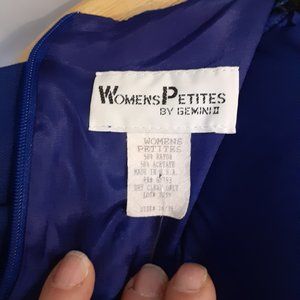 WOMENS PETITES
BY GEMINI II
WOMENS
PETITES
50% RAYON
50% ACETATE
MADE IN U.S.A.
DRY CLEAN ONLY